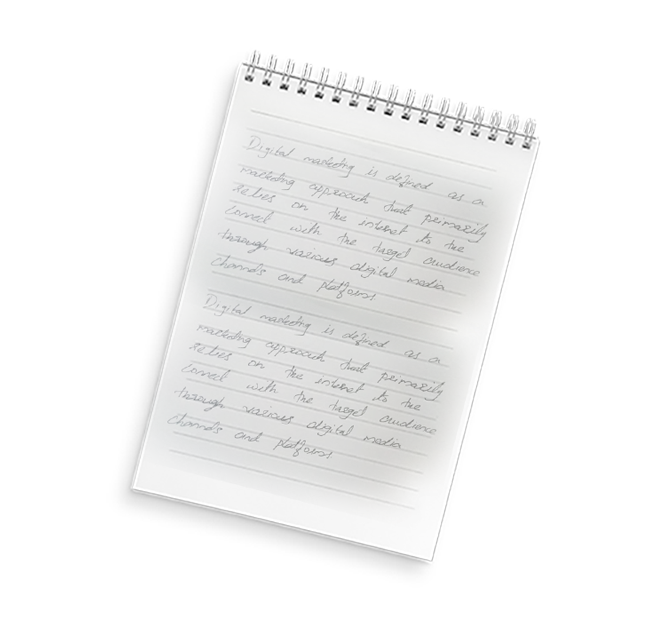 Digital marketing is defined as a
marketing approach that primarily
relies on the internet to the
connect with the target audience
through various digital media
channels and platforms
Digital marketing is defined as a
marketing approach that primarily
relies on the internet to the
connect with the target audience
through various digital media
channels and platforms